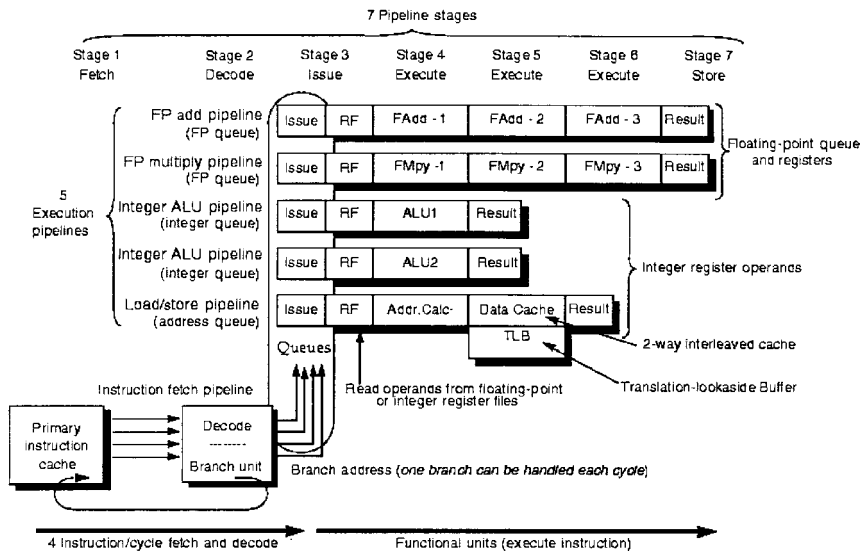 7 Pipeline stages
Stage 1 Stage 2 Stage 3 Stage 4 Stage 5 Stage 6 Stage 7
Fetch Decode Issue Execute Execute Execute Store
FP add pipeline
(FP queue)
Issue RF FAdd - 1 FAdd - 2 FAdd - 3 Result
FP multiply pipeline
(FP queue)
Issue RF FMpy -1 FMpy - 2 FMpy - 3 Result
Floating-point queue
and registers
5
Execution
pipelines
Integer ALU pipeline
(integer queue)
Issue RF ALU1 Result
Integer ALU pipeline
(integer queue)
Issue RF ALU2 Result
Integer register operands
Load/store pipeline
(address queue)
Issue RF Addr.Calc- Data Cache Result
TLB
2-way interleaved cache
Translation-lookaside Buffer
Queues
Read operands from floating-point
or integer register files
Instruction fetch pipeline
Primary
instruction
cache
Decode
--------
Branch unit
Branch address (one branch can be handled each cycle)
4 Instruction/cycle fetch and decode
Functional units (execute instruction)